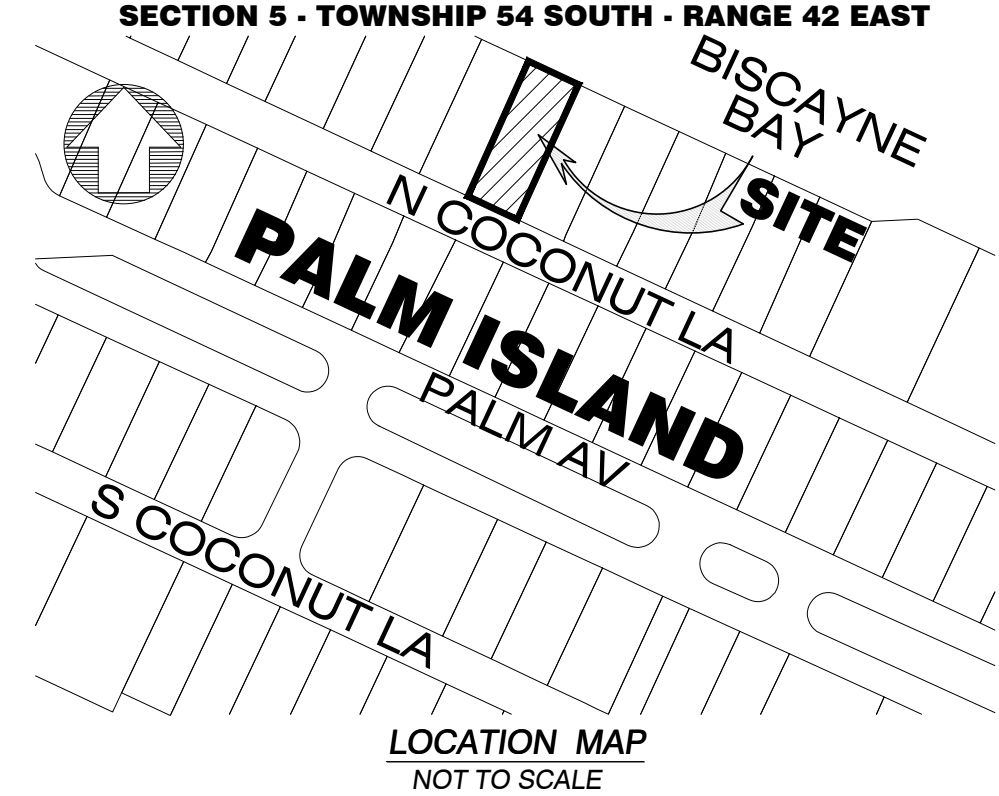 SECTION 5 - TOWNSHIP 54 SOUTH - RANGE 42 EAST
BISCAYNE
BAY
SITE
N COCONUT LA
PALM ISLAND
PALM AV
S COCONUT LA
LOCATION MAP
NOT TO SCALE